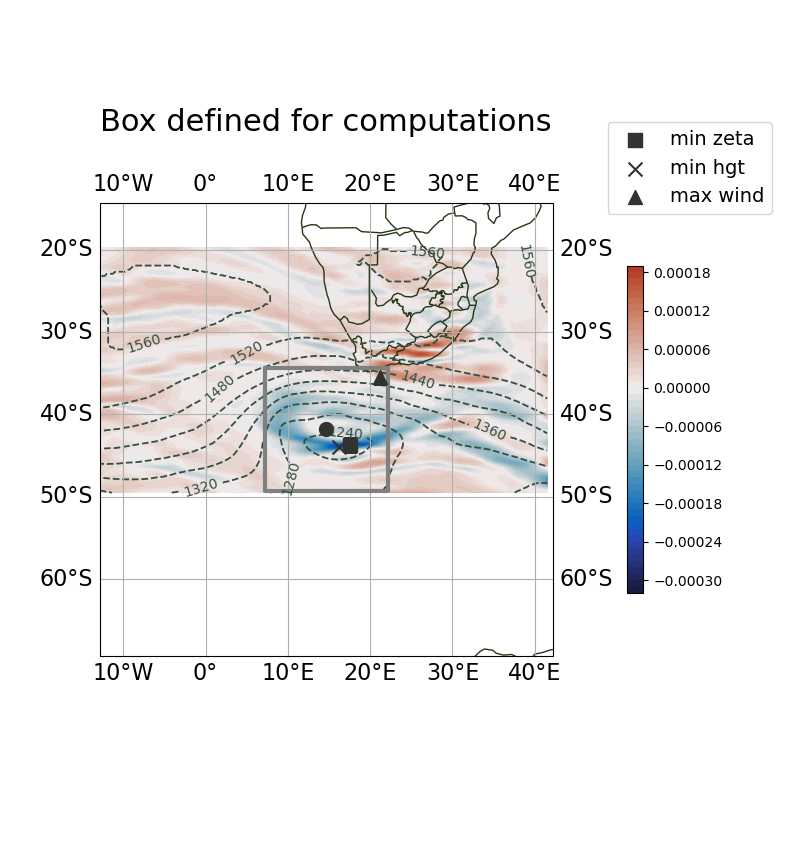 Box defined for computations
min zeta
min hgt
max wind
10°W 0° 10°E 20°E 30°E 40°E
20°S 20°S
30°S 30°S
40°S 40°S
50°S 50°S
60°S 60°S
10°W 0° 10°E 20°E 30°E 40°E
1560
1560
1560
1520
1480
1440
1360
1240
1280
1320
0.00018
0.00012
0.00006
0.00000
−0.00006
−0.00012
−0.00018
−0.00024
−0.00030